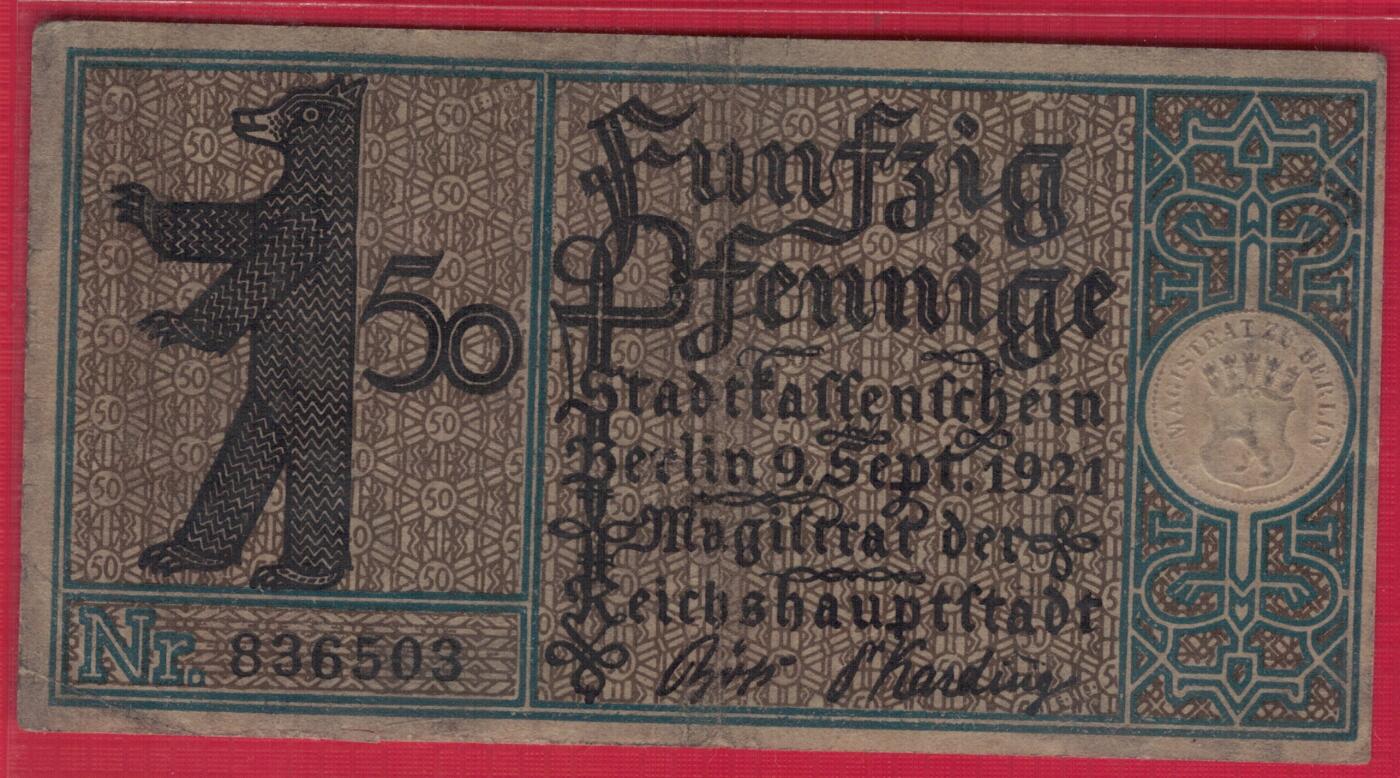 50
Fünfzig
Pfennige
Stadtkaſſenſchein
Berlin 9. Sept. 1921
Magiſtrat der
Reichshauptſtadt
Nr. 836503
MAGISTRAT ZU BERLIN